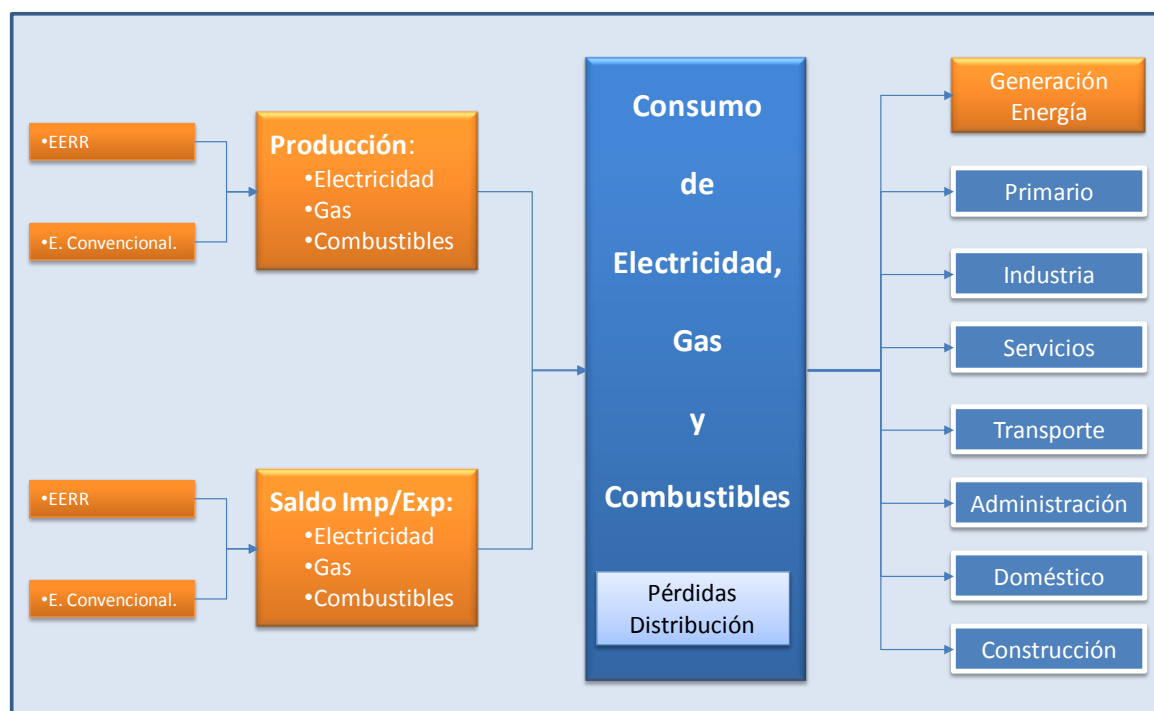 •EERR
•E. Convencional.
Producción:
•Electricidad
•Gas
•Combustibles
•EERR
•E. Convencional.
Saldo Imp/Exp:
•Electricidad
•Gas
•Combustibles
Consumo
de
Electricidad,
Gas
y
Combustibles
Pérdidas
Distribución
Generación
Energía
Primario
Industria
Servicios
Transporte
Administración
Doméstico
Construcción